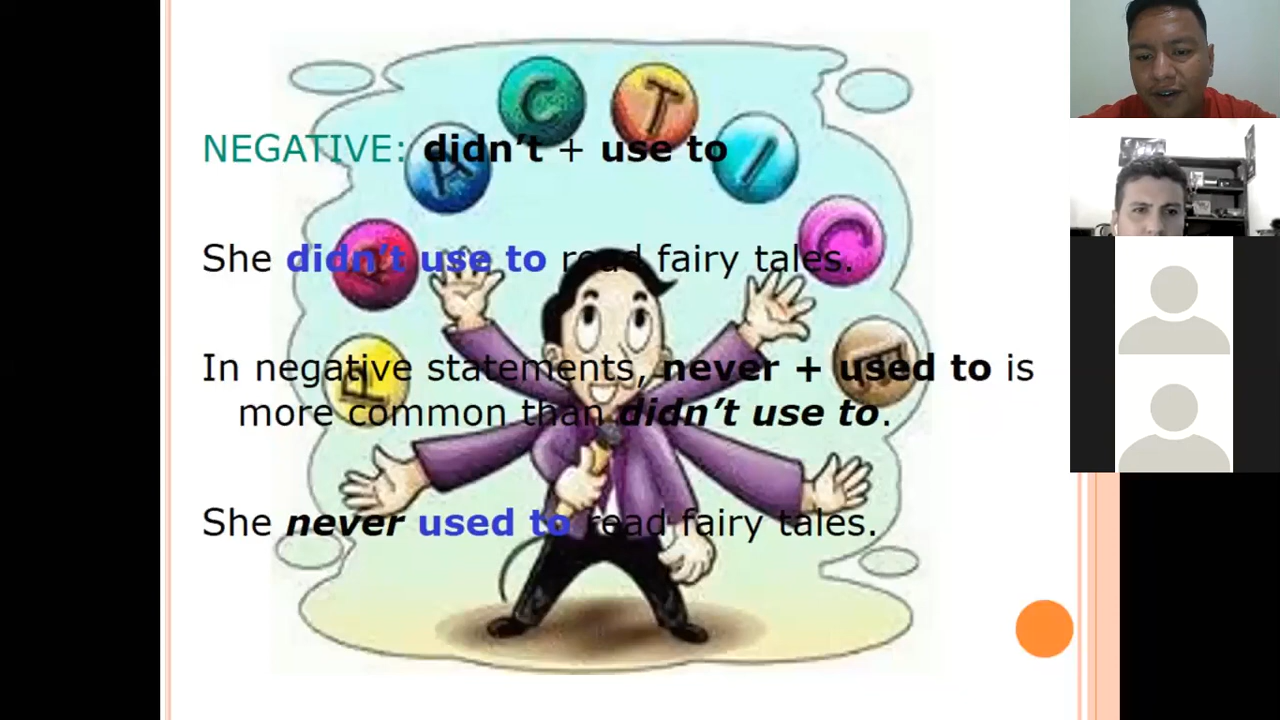 P R A C T I C E
NEGATIVE: didn't + use to
She didn't use to read fairy tales.
In negative statements, never + used to is
more common than didn't use to.
She never used to read fairy tales.